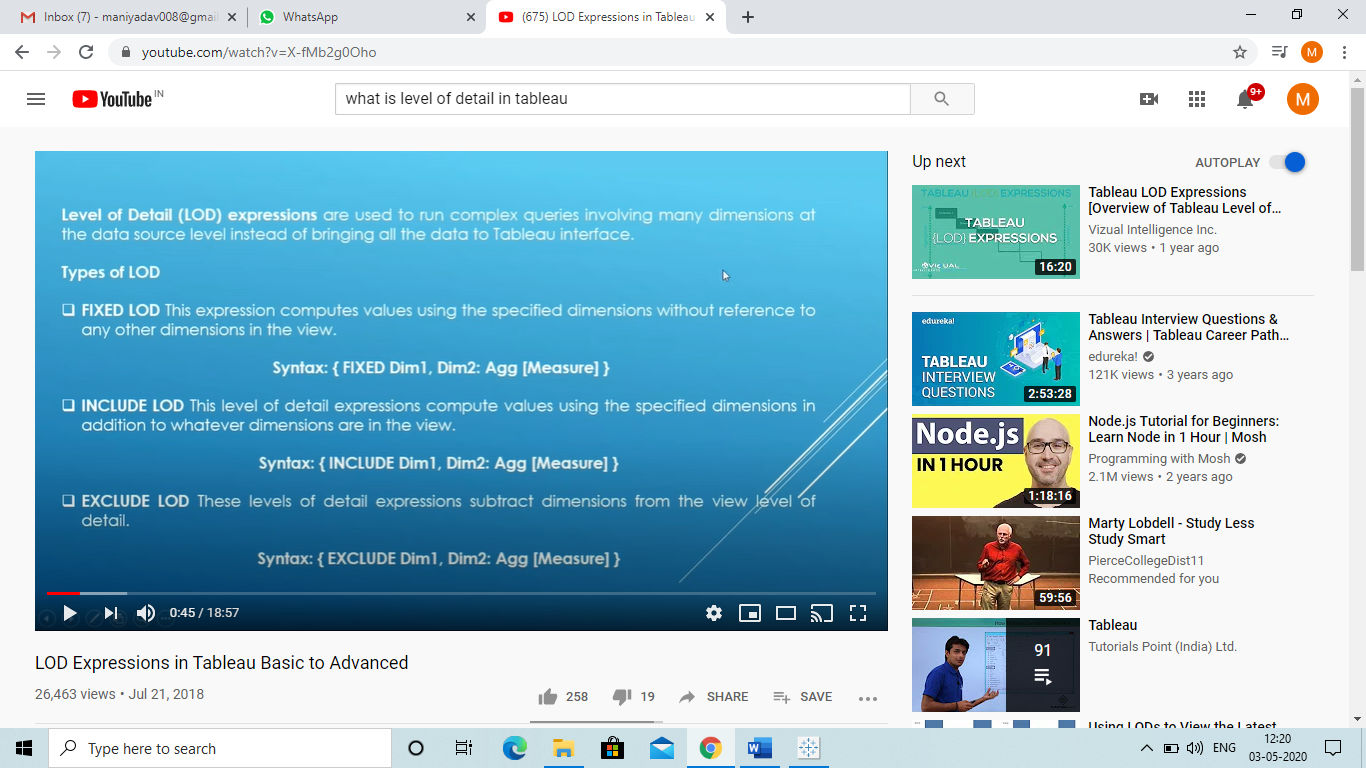 Inbox (7) - maniyadav008@gmai
WhatsApp
(675) LOD Expressions in Tableau
youtube.com/watch?v=X-fMb2g0Oho
M
YouTube IN
what is level of detail in tableau
9+
M
Level of Detail (LOD) expressions are used to run complex queries involving many dimensions at
the data source level instead of bringing all the data to Tableau interface.
Types of LOD
FIXED LOD This expression computes values using the specified dimensions without reference to
any other dimensions in the view.
Syntax: { FIXED Dim1, Dim2: Agg [Measure] }
INCLUDE LOD This level of detail expressions compute values using the specified dimensions in
addition to whatever dimensions are in the view.
Syntax: { INCLUDE Dim1, Dim2: Agg [Measure] }
EXCLUDE LOD These levels of detail expressions subtract dimensions from the view level of
detail.
Syntax: { EXCLUDE Dim1, Dim2: Agg [Measure] }
0:45 / 18:57
LOD Expressions in Tableau Basic to Advanced
26,463 views • Jul 21, 2018
258
19
SHARE
SAVE
Up next
AUTOPLAY
TABLEAU {LOD} EXPRESSIONS
TABLEAU
{LOD} EXPRESSIONS
16:20
Tableau LOD Expressions
[Overview of Tableau Level of...
Vizual Intelligence Inc.
30K views • 1 year ago
edureka!
TABLEAU
INTERVIEW
QUESTIONS
2:53:28
Tableau Interview Questions &
Answers | Tableau Career Path...
edureka!
121K views • 3 years ago
Node.js
IN 1 HOUR
1:18:16
Node.js Tutorial for Beginners:
Learn Node in 1 Hour | Mosh
Programming with Mosh
2.1M views • 2 years ago
59:56
Marty Lobdell - Study Less
Study Smart
PierceCollegeDist11
Recommended for you
91
Tableau
Tutorials Point (India) Ltd.
Using LODs to View the Latest
Type here to search
ENG
12:20
03-05-2020